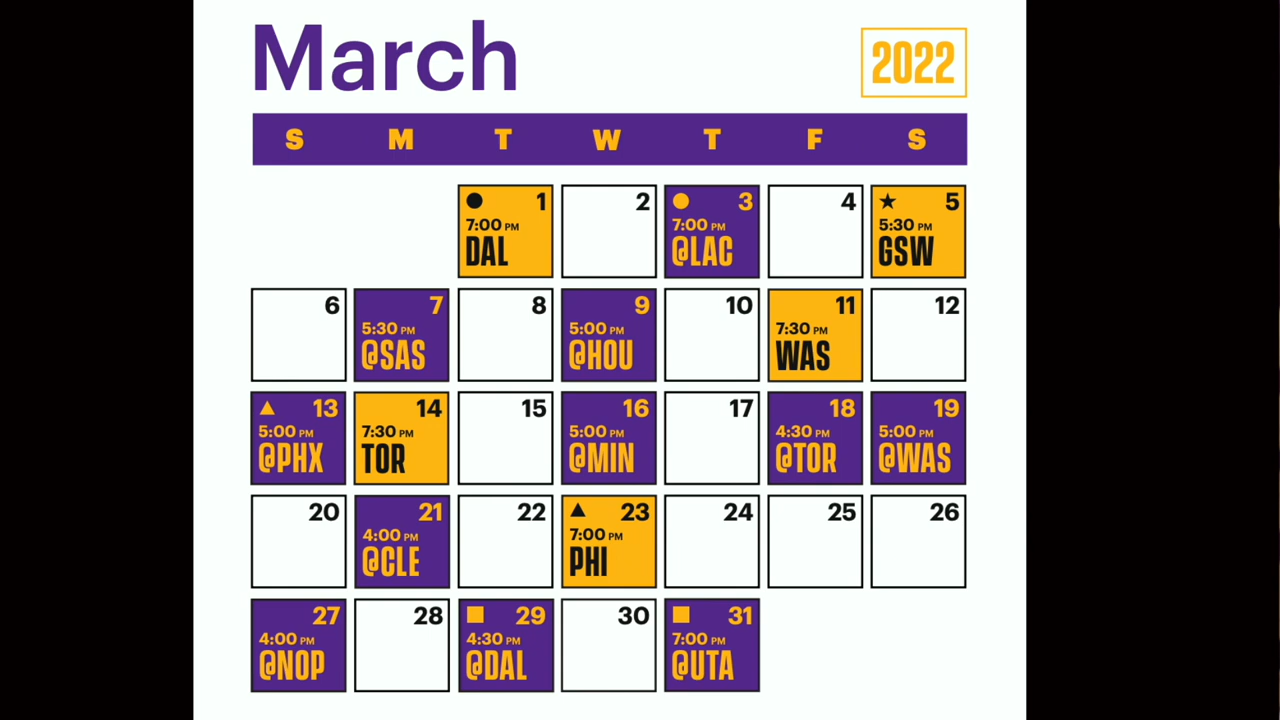 March
2022
S M T W T F S
1
7:00 PM
DAL
2
3
7:00 PM
@LAC
4
5
5:30 PM
GSW
6
7
5:30 PM
@SAS
8
9
5:00 PM
@HOU
10
11
7:30 PM
WAS
12
13
5:00 PM
@PHX
14
7:30 PM
TOR
15
16
5:00 PM
@MIN
17
18
4:30 PM
@TOR
19
5:00 PM
@WAS
20
21
4:00 PM
@CLE
22
23
7:00 PM
PHI
24
25
26
27
4:00 PM
@NOP
28
29
4:30 PM
@DAL
30
31
7:00 PM
@UTA